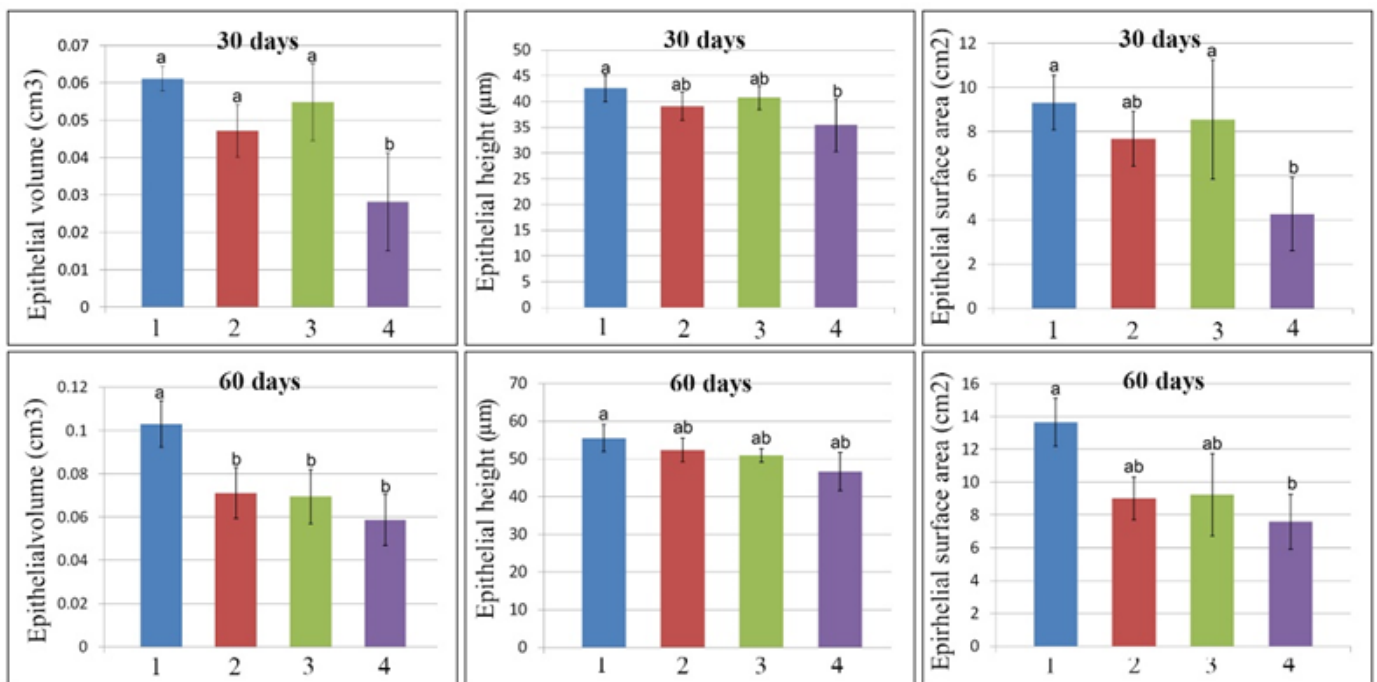 30 days
Epithelial volume (cm3)
0.07
0.06
0.05
0.04
0.03
0.02
0.01
0
a
a
a
b
1 2 3 4
30 days
Epithelial height (μm)
50
45
40
35
30
25
20
15
10
5
0
a
ab
ab
b
1 2 3 4
30 days
Epithelial surface area (cm2)
12
10
8
6
4
2
0
a
ab
a
b
1 2 3 4
60 days
Epithelialvolume (cm3)
0.12
0.1
0.08
0.06
0.04
0.02
0
a
b
b
b
1 2 3 4
60 days
Epithelial height (μm)
70
60
50
40
30
20
10
0
a
ab
ab
ab
1 2 3 4
60 days
Epirhelial surface area (cm2)
16
14
12
10
8
6
4
2
0
a
ab
ab
b
1 2 3 4